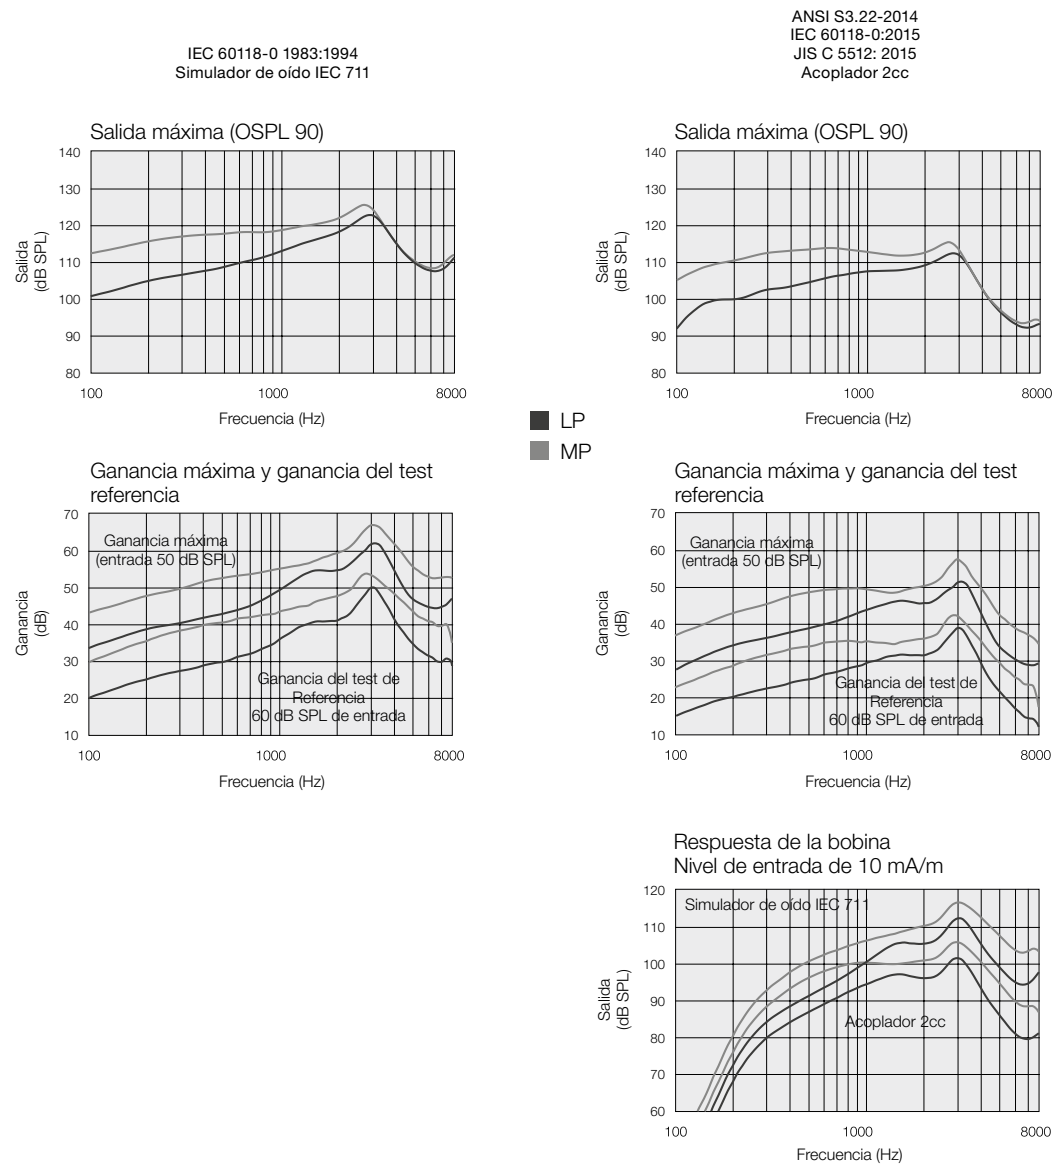 IEC 60118-0 1983:1994
Simulador de oído IEC 711
ANSI S3.22-2014
IEC 60118-0:2015
JIS C 5512: 2015
Acoplador 2cc
Salida máxima (OSPL 90)
140
130
120
110
100
90
80
Salida
(dB SPL)
100
1000
8000
Frecuencia (Hz)
Salida máxima (OSPL 90)
140
130
120
110
100
90
80
Salida
(dB SPL)
100
1000
8000
Frecuencia (Hz)
LP
MP
Ganancia máxima y ganancia del test
referencia
70
60
50
40
30
20
10
Ganancia
(dB)
Ganancia máxima
(entrada 50 dB SPL)
Ganancia del test de
Referencia
60 dB SPL de entrada
100
1000
8000
Frecuencia (Hz)
Ganancia máxima y ganancia del test
referencia
70
60
50
40
30
20
10
Ganancia
(dB)
Ganancia máxima
(entrada 50 dB SPL)
Ganancia del test de
Referencia
60 dB SPL de entrada
100
1000
8000
Frecuencia (Hz)
Respuesta de la bobina
Nivel de entrada de 10 mA/m
120
110
100
90
80
70
60
Salida
(dB SPL)
Simulador de oído IEC 711
Acoplador 2cc
100
1000
8000
Frecuencia (Hz)